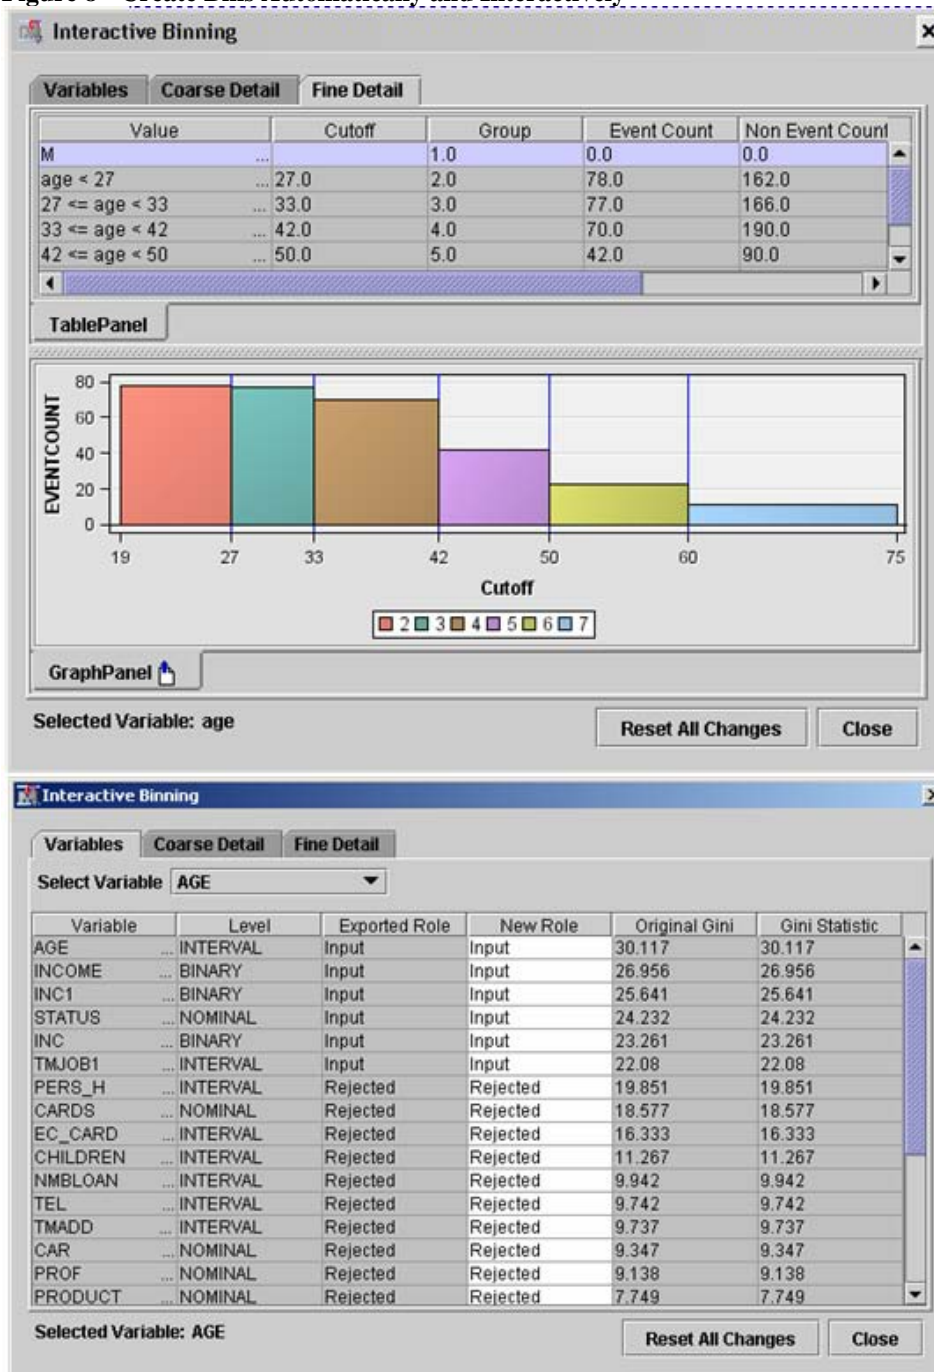 Figure 8 Create Bins Automatically and Interactively
Interactive Binning
Variables Coarse Detail Fine Detail
Value Cutoff Group Event Count Non Event Count
M ... 1.0 0.0 0.0
age < 27 ... 27.0 2.0 78.0 162.0
27 <= age < 33 ... 33.0 3.0 77.0 166.0
33 <= age < 42 ... 42.0 4.0 70.0 190.0
42 <= age < 50 ... 50.0 5.0 42.0 90.0
TablePanel
80
60
40
20
0
EVENTCOUNT
19 27 33 42 50 60 75
Cutoff
2 3 4 5 6 7
GraphPanel
Selected Variable: age
Reset All Changes Close
Interactive Binning
Variables Coarse Detail Fine Detail
Select Variable AGE
Variable Level Exported Role New Role Original Gini Gini Statistic
AGE ... INTERVAL Input Input 30.117 30.117
INCOME ... BINARY Input Input 26.956 26.956
INC1 ... BINARY Input Input 25.641 25.641
STATUS ... NOMINAL Input Input 24.232 24.232
INC ... BINARY Input Input 23.261 23.261
TMJOB1 ... INTERVAL Input Input 22.08 22.08
PERS_H ... INTERVAL Rejected Rejected 19.851 19.851
CARDS ... NOMINAL Rejected Rejected 18.577 18.577
EC_CARD ... INTERVAL Rejected Rejected 16.333 16.333
CHILDREN ... INTERVAL Rejected Rejected 11.267 11.267
NMBLOAN ... INTERVAL Rejected Rejected 9.942 9.942
TEL ... INTERVAL Rejected Rejected 9.742 9.742
TMADD ... INTERVAL Rejected Rejected 9.737 9.737
CAR ... NOMINAL Rejected Rejected 9.347 9.347
PROF ... NOMINAL Rejected Rejected 9.138 9.138
PRODUCT ... NOMINAL Rejected Rejected 7.749 7.749
Selected Variable: AGE
Reset All Changes Close